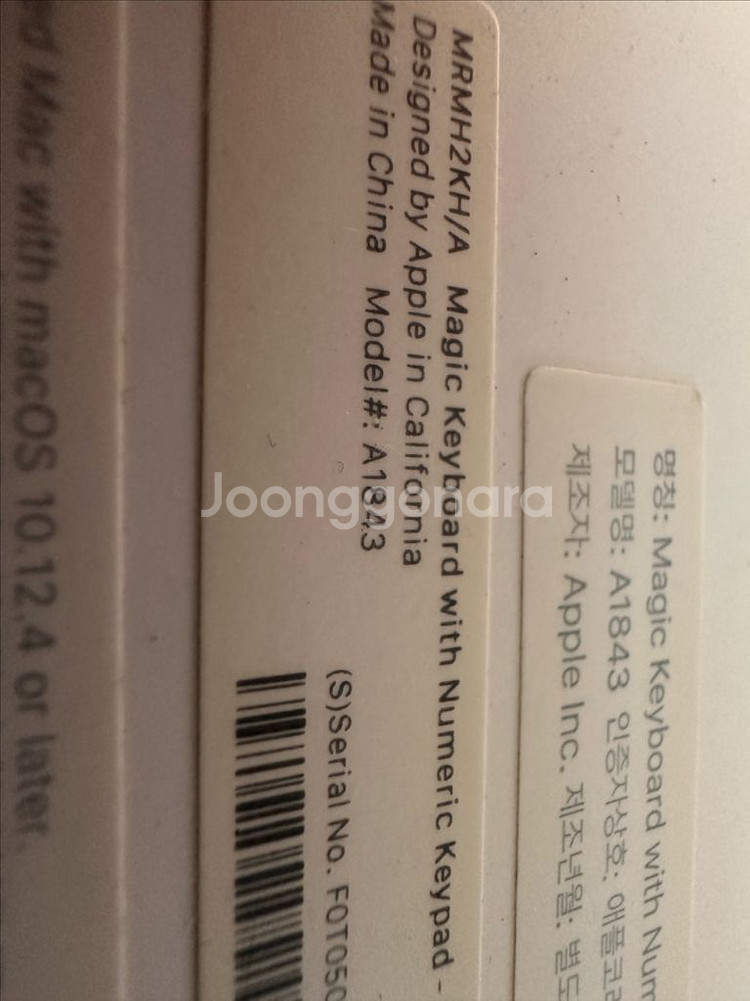 명칭: Magic Keyboard with Num
모델명: A1843 인증자상호: 애플코리
제조자: Apple Inc. 제조년월: 별도
MRMH2KH/A Magic Keyboard with Numeric Keypad -
Designed by Apple in California
Made in China Model#: A1843
(S)Serial No. F0T050
ed Mac with macOS 10.12.4 or later.
Joonggonara